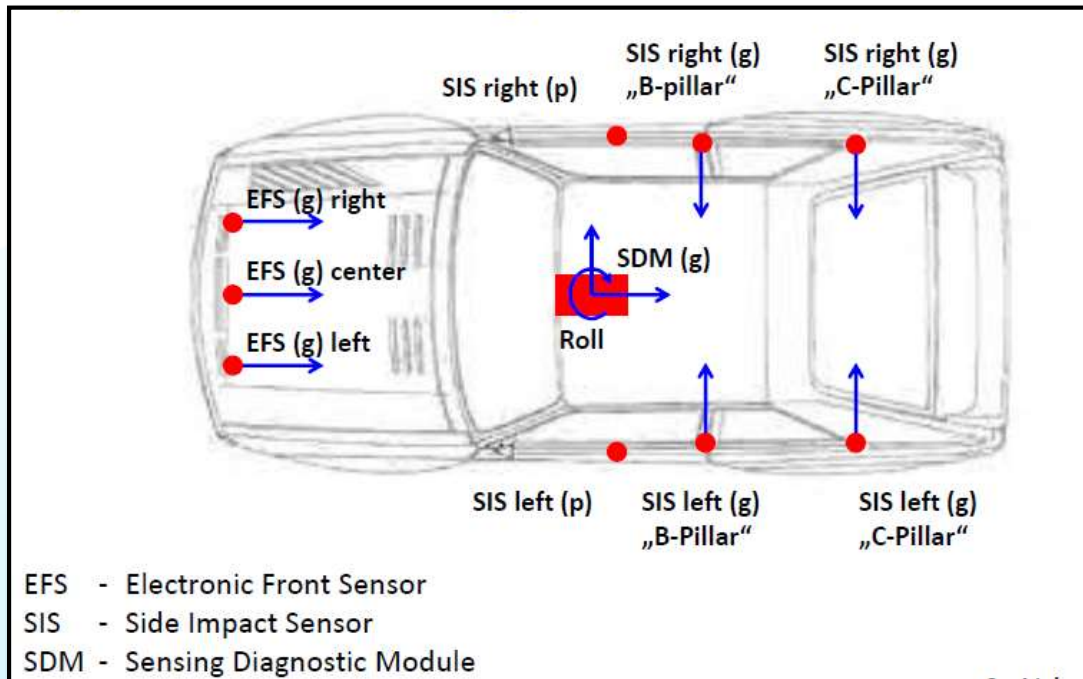 SIS right (p)
SIS right (g)
„B-pillar“
SIS right (g)
„C-Pillar“
EFS (g) right
EFS (g) center
EFS (g) left
SDM (g)
Roll
SIS left (p)
SIS left (g)
„B-Pillar“
SIS left (g)
„C-Pillar“
EFS - Electronic Front Sensor
SIS - Side Impact Sensor
SDM - Sensing Diagnostic Module